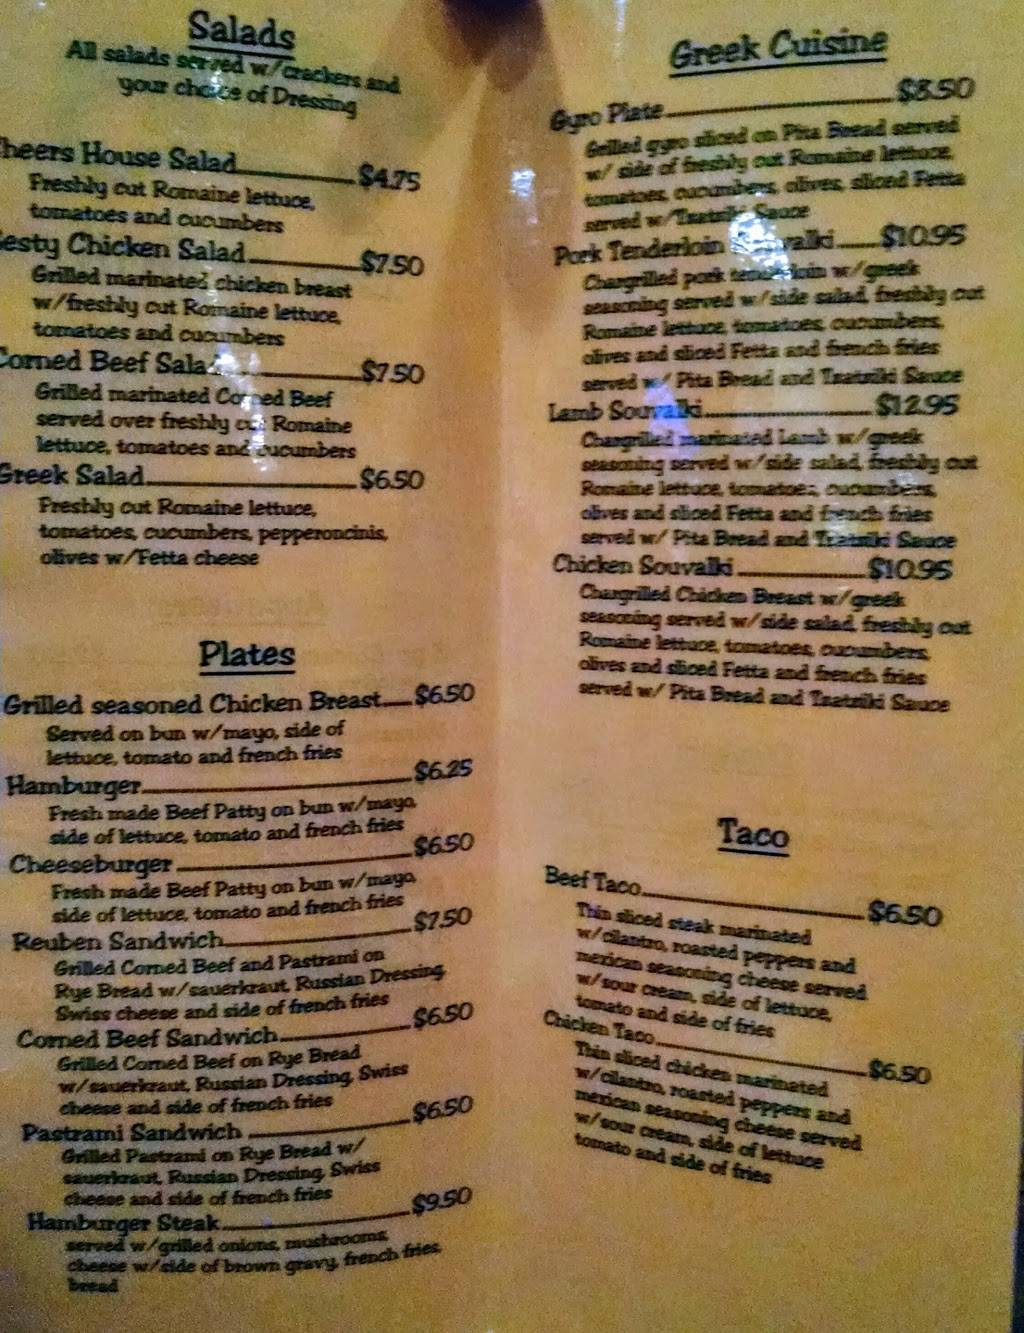 Salads
All salads served w/crackers and
your choice of Dressing
heers House Salad $4.75
Freshly cut Romaine lettuce,
tomatoes and cucumbers
esty Chicken Salad $7.50
Grilled marinated chicken breast
w/freshly cut Romaine lettuce,
tomatoes and cucumbers
Corned Beef Salad $7.50
Grilled marinated Corned Beef
served over freshly cut Romaine
lettuce, tomatoes and cucumbers
Greek Salad $6.50
Freshly cut Romaine lettuce,
tomatoes, cucumbers, pepperoncinis,
olives w/Fetta cheese
Plates
Grilled seasoned Chicken Breast $6.50
Served on bun w/mayo, side of
lettuce, tomato and french fries
Hamburger $6.25
Fresh made Beef Patty on bun w/mayo,
side of lettuce, tomato and french fries
Cheeseburger $6.50
Fresh made Beef Patty on bun w/mayo,
side of lettuce, tomato and french fries
Reuben Sandwich $7.50
Grilled Corned Beef and Pastrami on
Rye Bread w/sauerkraut, Russian Dressing,
Swiss cheese and side of french fries
Corned Beef Sandwich $6.50
Grilled Corned Beef on Rye Bread
w/sauerkraut, Russian Dressing, Swiss
cheese and side of french fries
Pastrami Sandwich $6.50
Grilled Pastrami on Rye Bread w/
sauerkraut, Russian Dressing, Swiss
cheese and side of french fries
Hamburger Steak $9.50
served w/grilled onions, mushrooms,
cheese w/side of brown gravy, french fries,
bread
Greek Cuisine
Gyro Plate $8.50
Grilled gyro sliced on Pita Bread served
w/ side of freshly cut Romaine lettuce,
tomatoes, cucumbers, olives, sliced Fetta
served w/Tzatziki Sauce
Pork Tenderloin Souvalki $10.95
Chargrilled pork tenderloin w/greek
seasoning served w/side salad, freshly cut
Romaine lettuce, tomatoes, cucumbers,
olives and sliced Fetta and french fries
served w/ Pita Bread and Tzatziki Sauce
Lamb Souvalki $12.95
Chargrilled marinated Lamb w/greek
seasoning served w/side salad, freshly cut
Romaine lettuce, tomatoes, cucumbers,
olives and sliced Fetta and french fries
served w/ Pita Bread and Tzatziki Sauce
Chicken Souvalki $10.95
Chargrilled Chicken Breast w/greek
seasoning served w/side salad, freshly cut
Romaine lettuce, tomatoes, cucumbers,
olives and sliced Fetta and french fries
served w/ Pita Bread and Tzatziki Sauce
Taco
Beef Taco $6.50
Thin sliced steak marinated
w/cilantro, roasted peppers and
mexican seasoning cheese served
w/sour cream, side of lettuce,
tomato and side of fries
Chicken Taco $6.50
Thin sliced chicken marinated
w/cilantro, roasted peppers and
mexican seasoning cheese served
w/sour cream, side of lettuce
tomato and side of fries